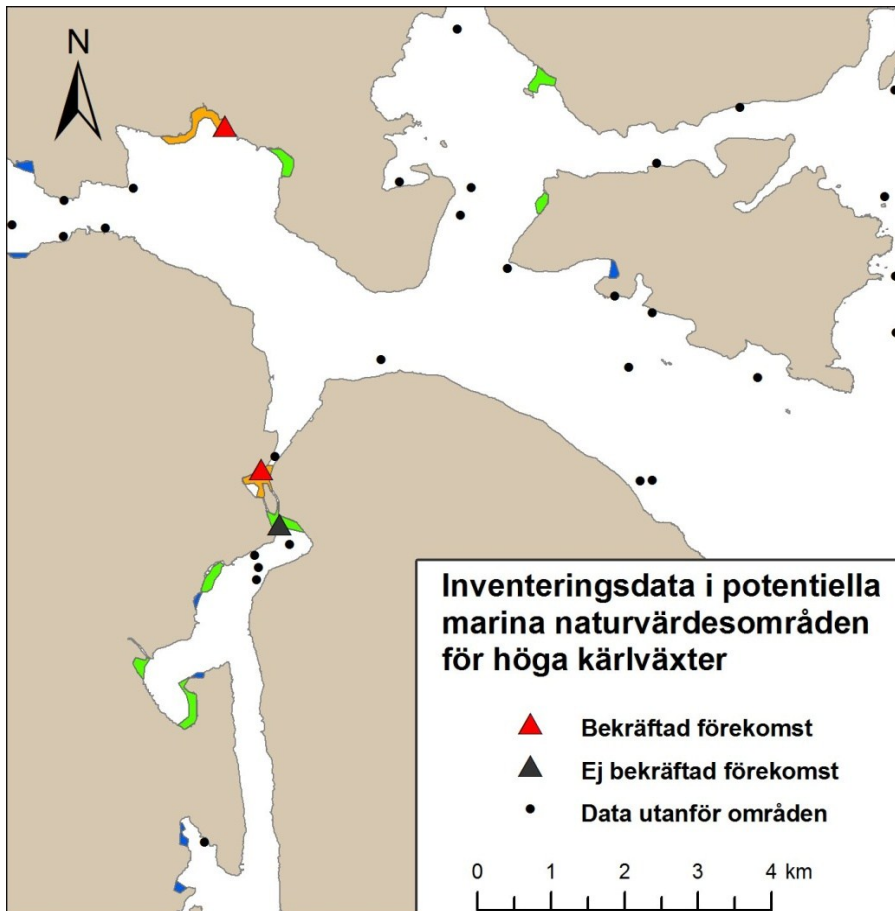 N
Inventeringsdata i potentiella
marina naturvärdesområden
för höga kärlväxter
Bekräftad förekomst
Ej bekräftad förekomst
Data utanför områden
0 1 2 3 4 km